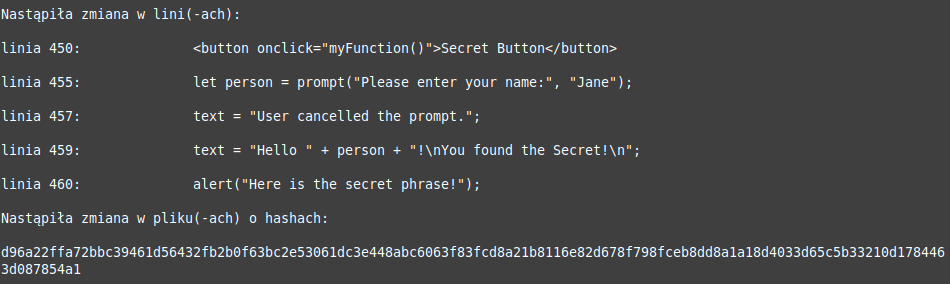 Nastąpiła zmiana w lini(-ach):
linia 450: <button onclick="myFunction()">Secret Button</button>
linia 455: let person = prompt("Please enter your name:", "Jane");
linia 457: text = "User cancelled the prompt.";
linia 459: text = "Hello " + person + "!\nYou found the Secret!\n";
linia 460: alert("Here is the secret phrase!");
Nastąpiła zmiana w pliku(-ach) o hashach:
d96a22ffa72bbc39461d56432fb2b0f63bc2e53061dc3e448abc6063f83fcd8a21b8116e82d678f798fceb8dd8a1a18d4033d65c5b33210d178446
3d087854a1